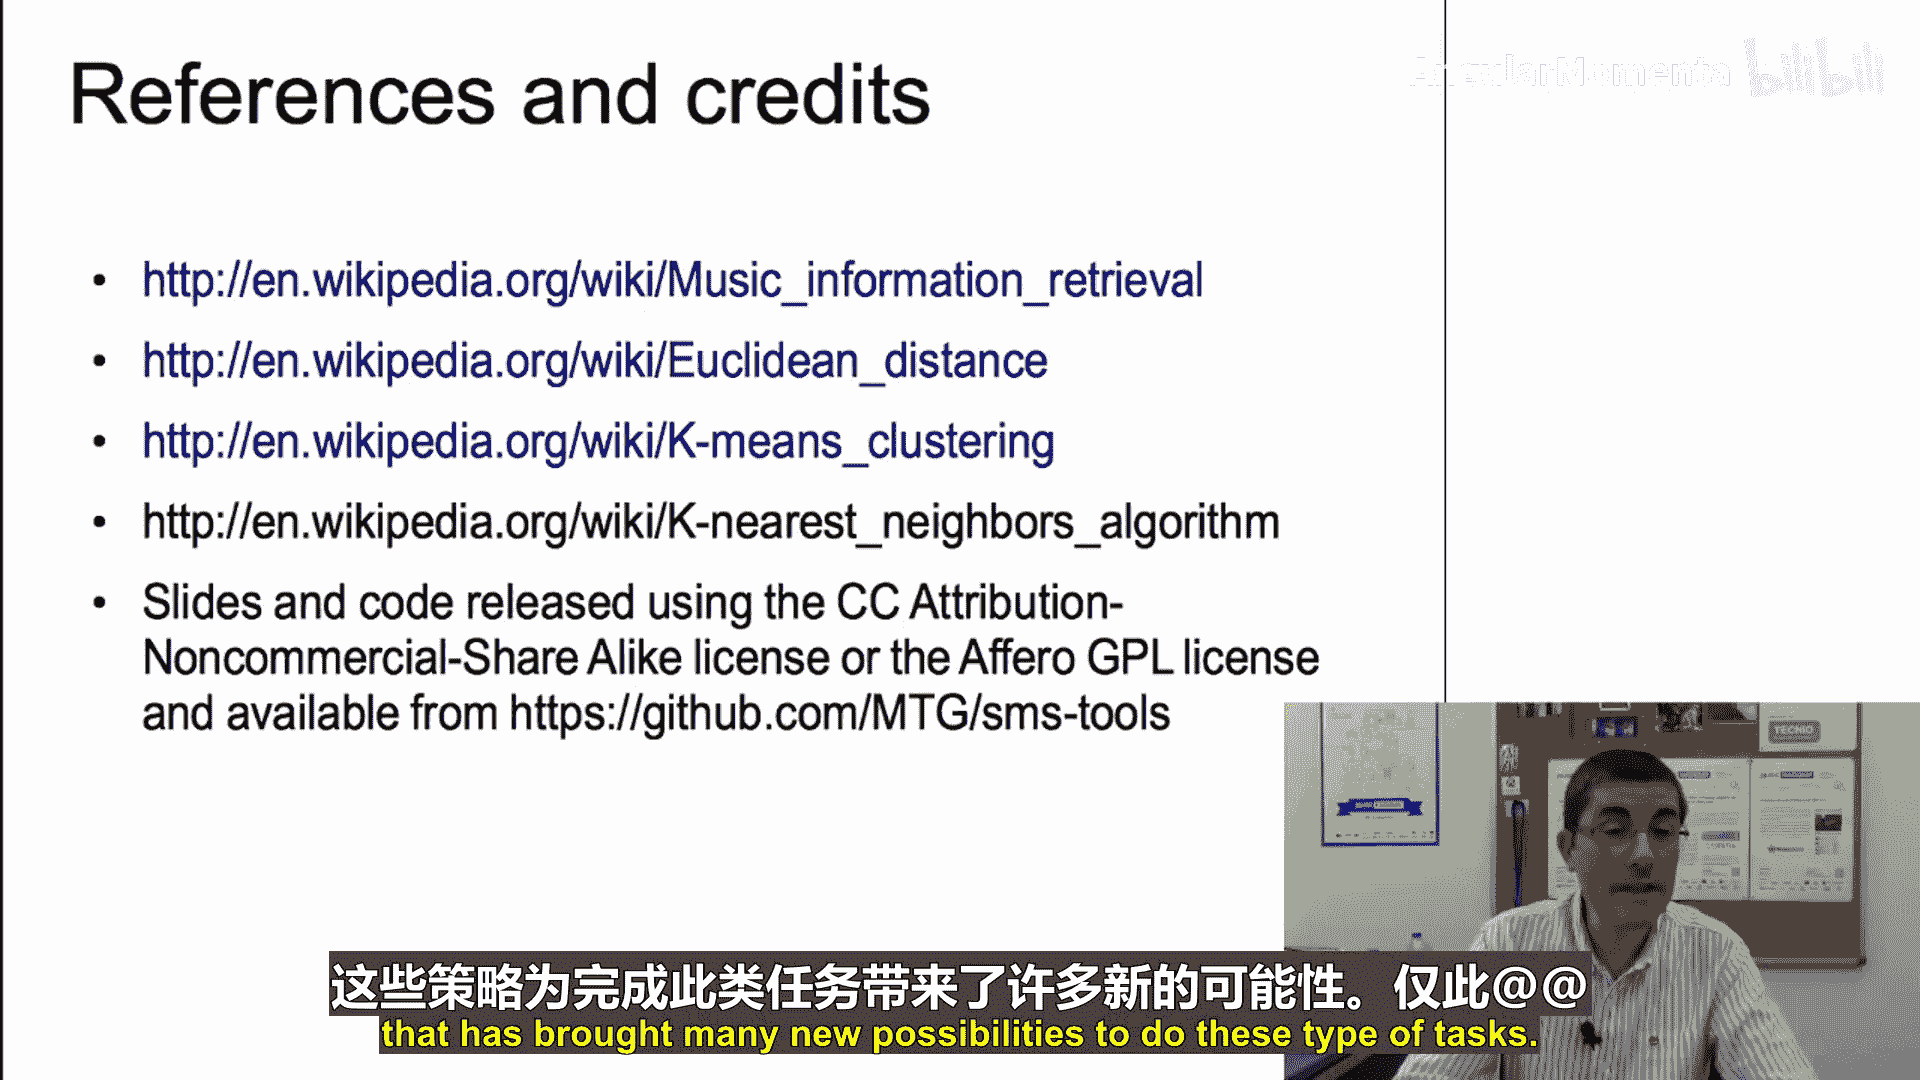 References and credits
bilibili
• http://en.wikipedia.org/wiki/Music_information_retrieval
• http://en.wikipedia.org/wiki/Euclidean_distance
• http://en.wikipedia.org/wiki/K-means_clustering
• http://en.wikipedia.org/wiki/K-nearest_neighbors_algorithm
• Slides and code released using the CC Attribution-
Noncommercial-Share Alike license or the Affero GPL license
and available from https://github.com/MTG/sms-tools
TECNIO
这些策略为完成此类任务带来了许多新的可能性。仅此@@
that has brought many new possibilities to do these type of tasks.